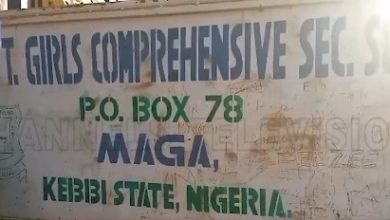 T. GIRLS COMPREHENSIVE SEC. S
P.O. BOX 78
MAGA,
KEBBI STATE, NIGERIA.